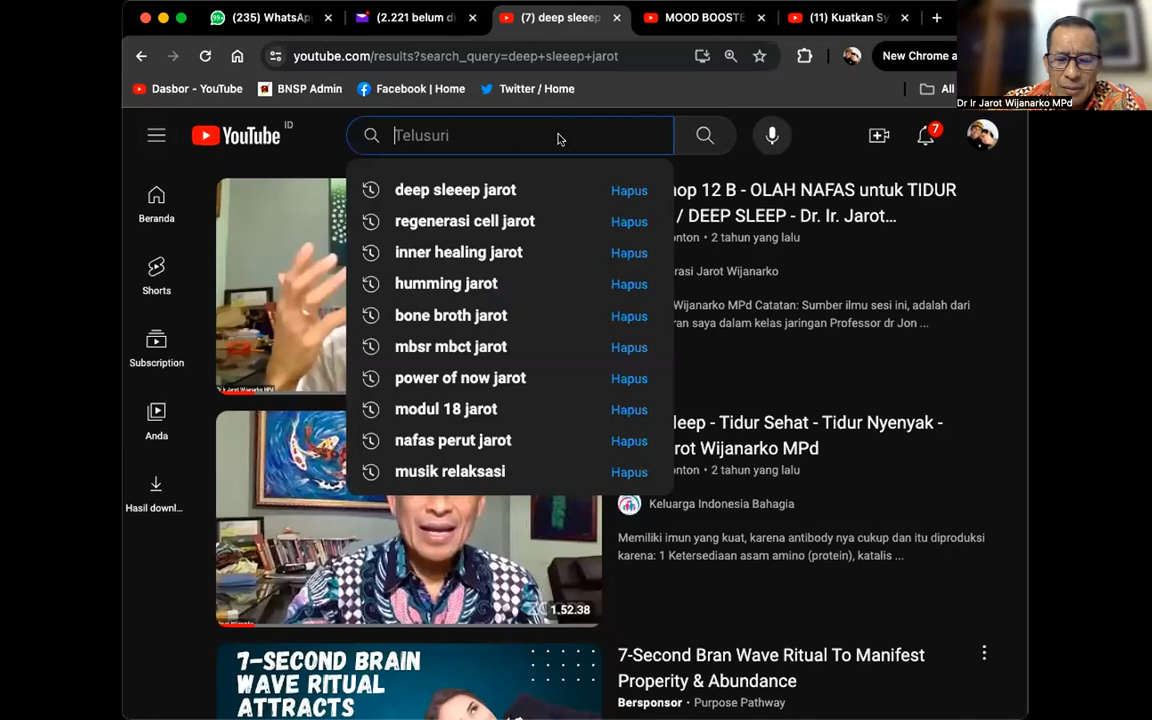 (235) WhatsAp
(2.221 belum di
(7) deep sleeep
MOOD BOOSTE
(11) Kuatkan Sy
youtube.com/results?search_query=deep+sleeep+jarot
New Chrome a
Dasbor - YouTube
BNSP Admin
Facebook | Home
Twitter / Home
All
Dr Ir Jarot Wijanarko MPd
YouTube ID
Telusuri
7
deep sleeep jarot Hapus
regenerasi cell jarot Hapus
inner healing jarot Hapus
humming jarot Hapus
bone broth jarot Hapus
mbsr mbct jarot Hapus
power of now jarot Hapus
modul 18 jarot Hapus
nafas perut jarot Hapus
musik relaksasi Hapus
Beranda
Shorts
Subscription
Anda
Hasil downl...
op 12 B - OLAH NAFAS untuk TIDUR
/ DEEP SLEEP - Dr. Ir. Jarot...
onton • 2 tahun yang lalu
rasi Jarot Wijanarko
Wijanarko MPd Catatan: Sumber ilmu sesi ini, adalah dari
ran saya dalam kelas jaringan Professor dr Jon ...
leep - Tidur Sehat - Tidur Nyenyak -
rot Wijanarko MPd
onton • 2 tahun yang lalu
Keluarga Indonesia Bahagia
Memiliki imun yang kuat, karena antibody nya cukup dan itu diproduksi
karena: 1 Ketersediaan asam amino (protein), katalis ...
1.52.38
7-SECOND BRAIN
WAVE RITUAL
ATTRACTS
7-Second Bran Wave Ritual To Manifest
Properity & Abundance
Bersponsor • Purpose Pathway